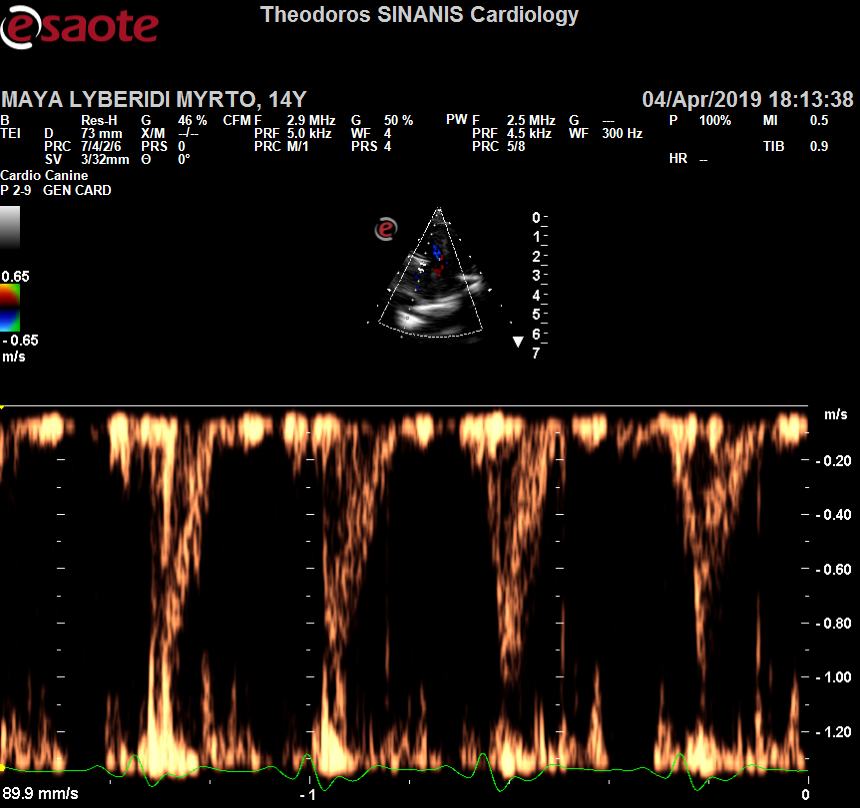 esaote
Theodoros SINANIS Cardiology
MAYA LYBERIDI MYRTO, 14Y 04/Apr/2019 18:13:38
B Res-H G 46 % CFM F 2.9 MHz G 50 % PW F 2.5 MHz G --- P 100% MI 0.5
TEI D 73 mm X/M --/-- PRF 5.0 kHz WF 4 PRF 4.5 kHz WF 300 Hz
PRC 7/4/2/6 PRS 0 PRC M/1 PRS 4 PRC 5/8 TIB 0.9
SV 3/32mm Θ 0° HR --
Cardio Canine
P 2-9 GEN CARD
e
0
1
2
3
4
5
6
7
0.65
- 0.65
m/s
m/s
- 0.20
- 0.40
- 0.60
- 0.80
- 1.00
- 1.20
89.9 mm/s -1 0